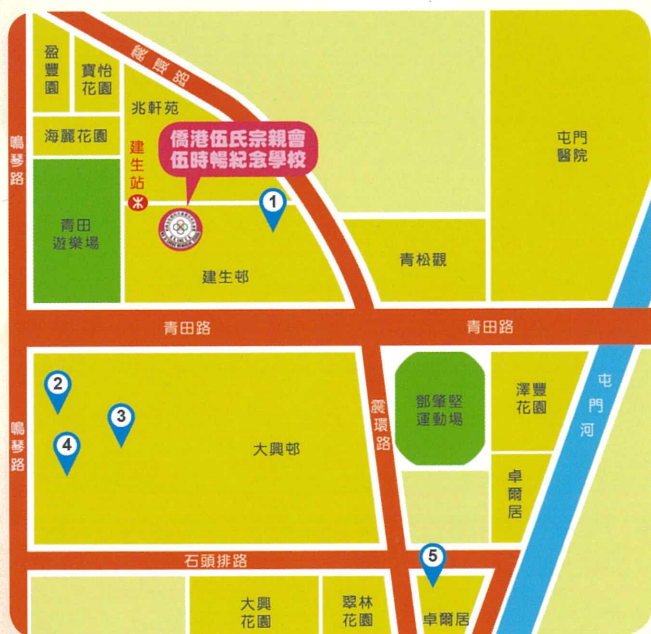 震環路
盈豐園
寶怡
花園
兆軒苑
海麗花園
鳴琴路
僑港伍氏宗親會
伍時暢紀念學校
屯門
醫院
建生站
青田
遊樂場
1
建生邨
青松觀
青田路
青田路
2
3
4
鳴琴路
大興邨
震環路
鄧肇堅
運動場
澤豐
花園
屯門河
卓爾居
石頭排路
5
大興
花園
翠林
花園
卓爾居